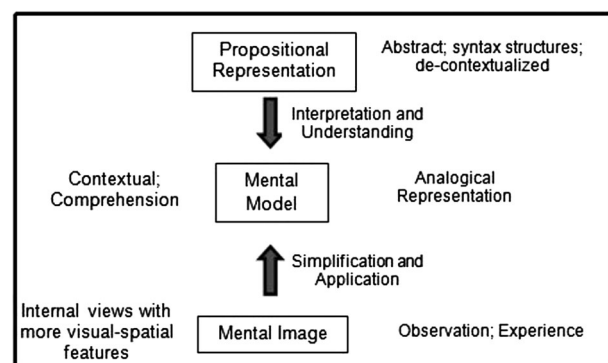 Propositional
Representation
Abstract; syntax structures;
de-contextualized
Interpretation and
Understanding
Contextual;
Comprehension
Mental
Model
Analogical
Representation
Simplification and
Application
Internal views with
more visual-spatial
features
Mental Image
Observation; Experience